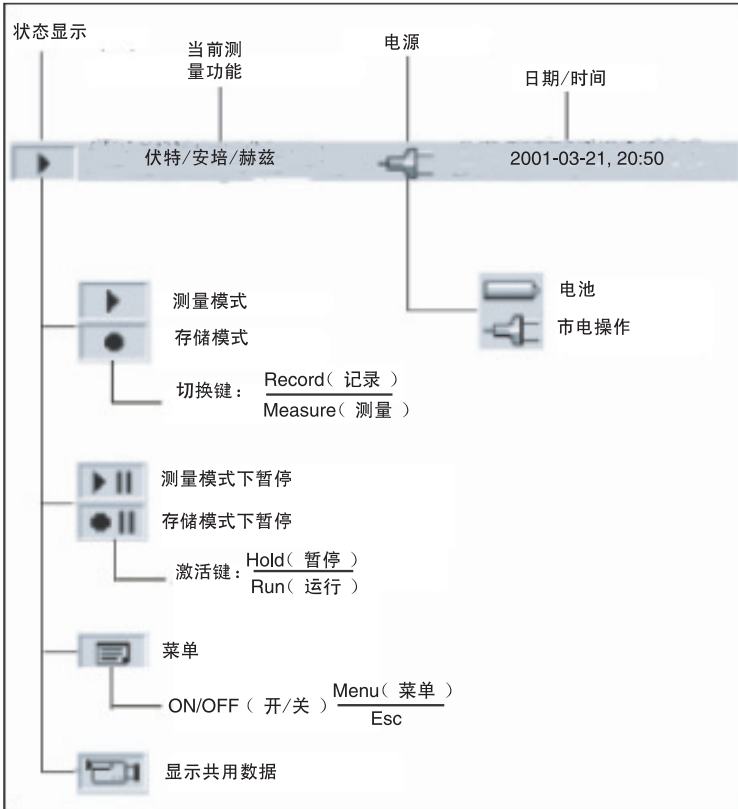 状态显示
当前测
量功能
电源
日期/时间
伏特/安培/赫兹
2001-03-21, 20:50
测量模式
存储模式
电池
市电操作
切换键：
Record（ 记录 ）
Measure（ 测量 ）
测量模式下暂停
存储模式下暂停
激活键：
Hold（ 暂停 ）
Run（ 运行 ）
菜单
ON/OFF（ 开/关 ）
Menu（ 菜单 ）
Esc
显示共用数据